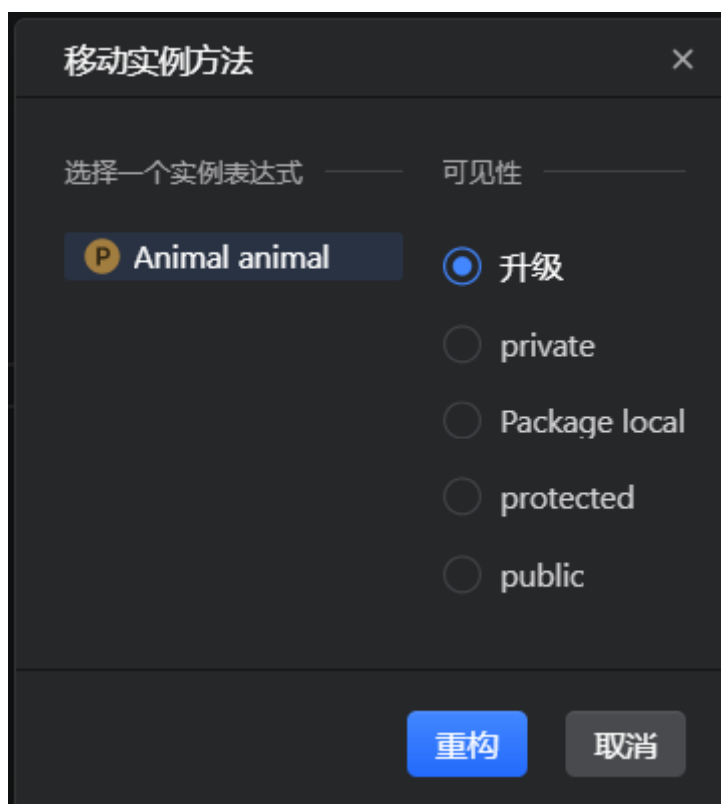 移动实例方法
选择一个实例表达式
可见性
P Animal animal
升级
private
Package local
protected
public
重构
取消